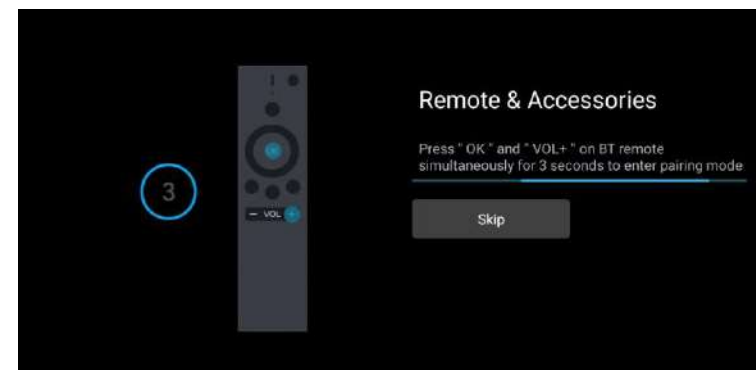 Remote & Accessories
Press " OK " and " VOL+ " on BT remote
simultaneously for 3 seconds to enter pairing mode
3
— VOL +
Skip